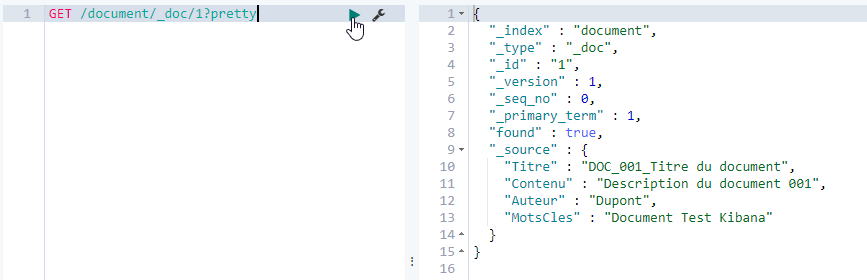 1 GET /document/_doc/1?pretty
1 {
2 "_index" : "document",
3 "_type" : "_doc",
4 "_id" : "1",
5 "_version" : 1,
6 "_seq_no" : 0,
7 "_primary_term" : 1,
8 "found" : true,
9 "_source" : {
10 "Titre" : "DOC_001_Titre du document",
11 "Contenu" : "Description du document 001",
12 "Auteur" : "Dupont",
13 "MotsCles" : "Document Test Kibana"
14 }
15 }
16